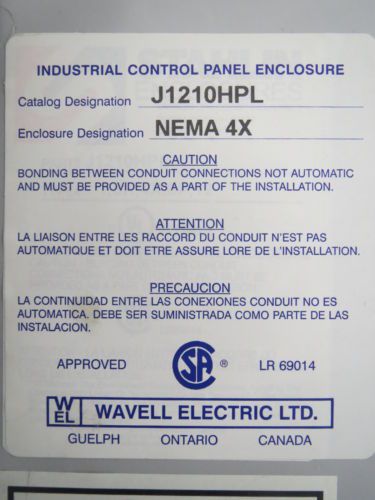 INDUSTRIAL CONTROL PANEL ENCLOSURE
Catalog Designation J1210HPL
Enclosure Designation NEMA 4X
CAUTION
BONDING BETWEEN CONDUIT CONNECTIONS NOT AUTOMATIC
AND MUST BE PROVIDED AS A PART OF THE INSTALLATION.
ATTENTION
LA LIAISON ENTRE LES RACCORD DU CONDUIT N'EST PAS
AUTOMATIQUE ET DOIT ETRE ASSURE LORE DE L'INSTALLATION.
PRECAUCION
LA CONTINUIDAD ENTRE LAS CONEXIONES CONDUIT NO ES
AUTOMATICA. DEBE SER SUMINISTRADA COMO PARTE DE LAS
INSTALACION.
APPROVED CSA ® LR 69014
WEL WAVELL ELECTRIC LTD.
GUELPH ONTARIO CANADA